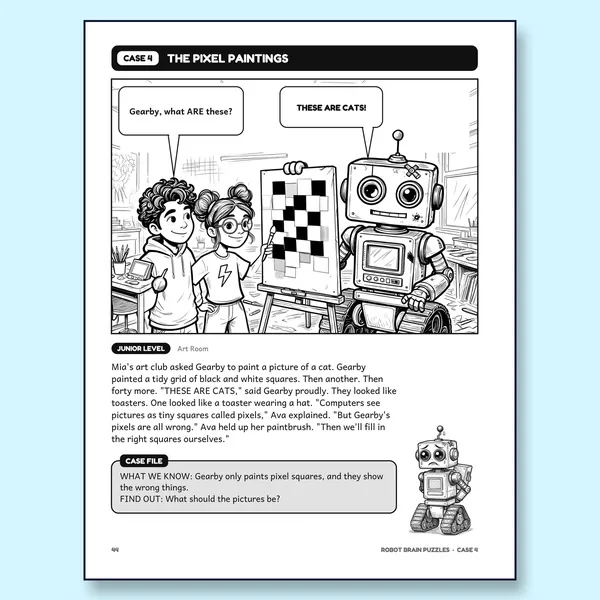 CASE 4 THE PIXEL PAINTINGS
Gearby, what ARE these?
THESE ARE CATS!
JUNIOR LEVEL Art Room
Mia's art club asked Gearby to paint a picture of a cat. Gearby
painted a tidy grid of black and white squares. Then another. Then
forty more. "THESE ARE CATS," said Gearby proudly. They looked like
toasters. One looked like a toaster wearing a hat. "Computers see
pictures as tiny squares called pixels," Ava explained. "But Gearby's
pixels are all wrong." Ava held up her paintbrush. "Then we'll fill in
the right squares ourselves."
CASE FILE
WHAT WE KNOW: Gearby only paints pixel squares, and they show
the wrong things.
FIND OUT: What should the pictures be?
44 ROBOT BRAIN PUZZLES · CASE 4